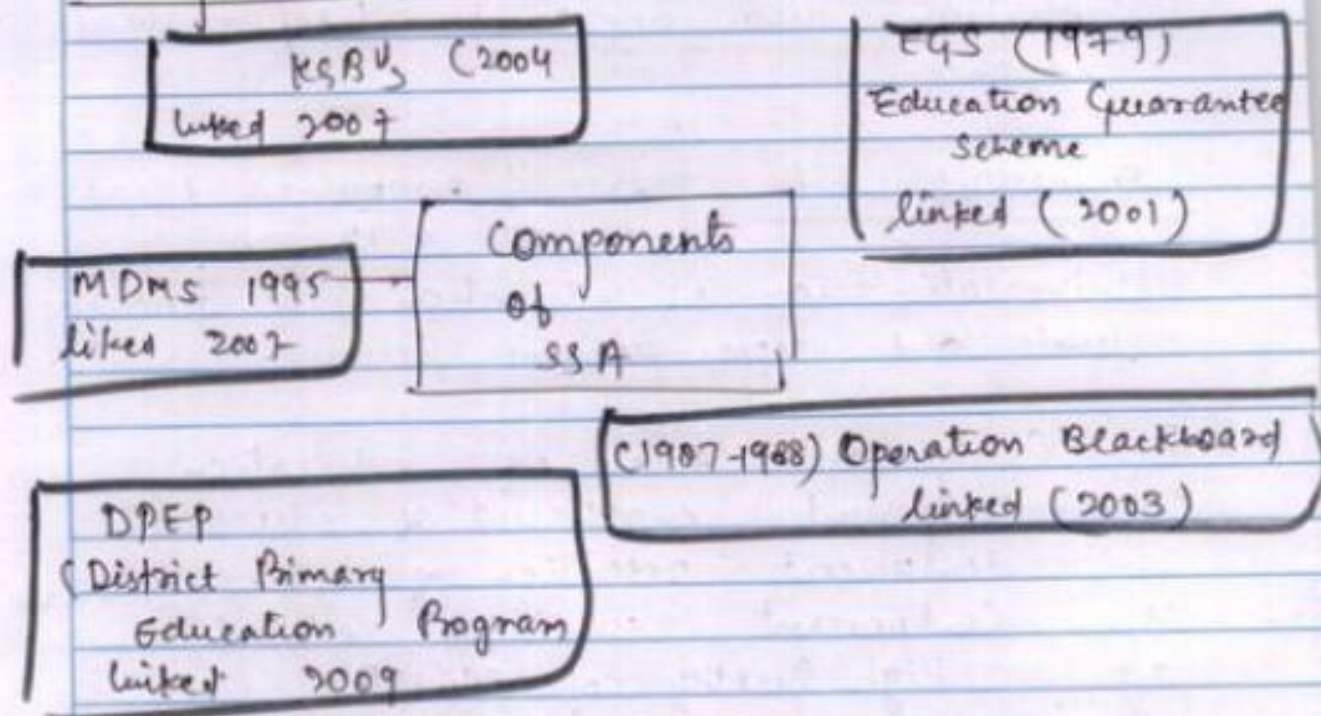 KGBVs (2004
linked 2007
EGS (1979)
Education Guarantee
Scheme
linked (2001)
Components
of
SSA
MDMS 1995
liked 2007
(1987-1988) Operation Blackboard
linked (2003)
DPEP
(District Primary
Education Program
linked 2009